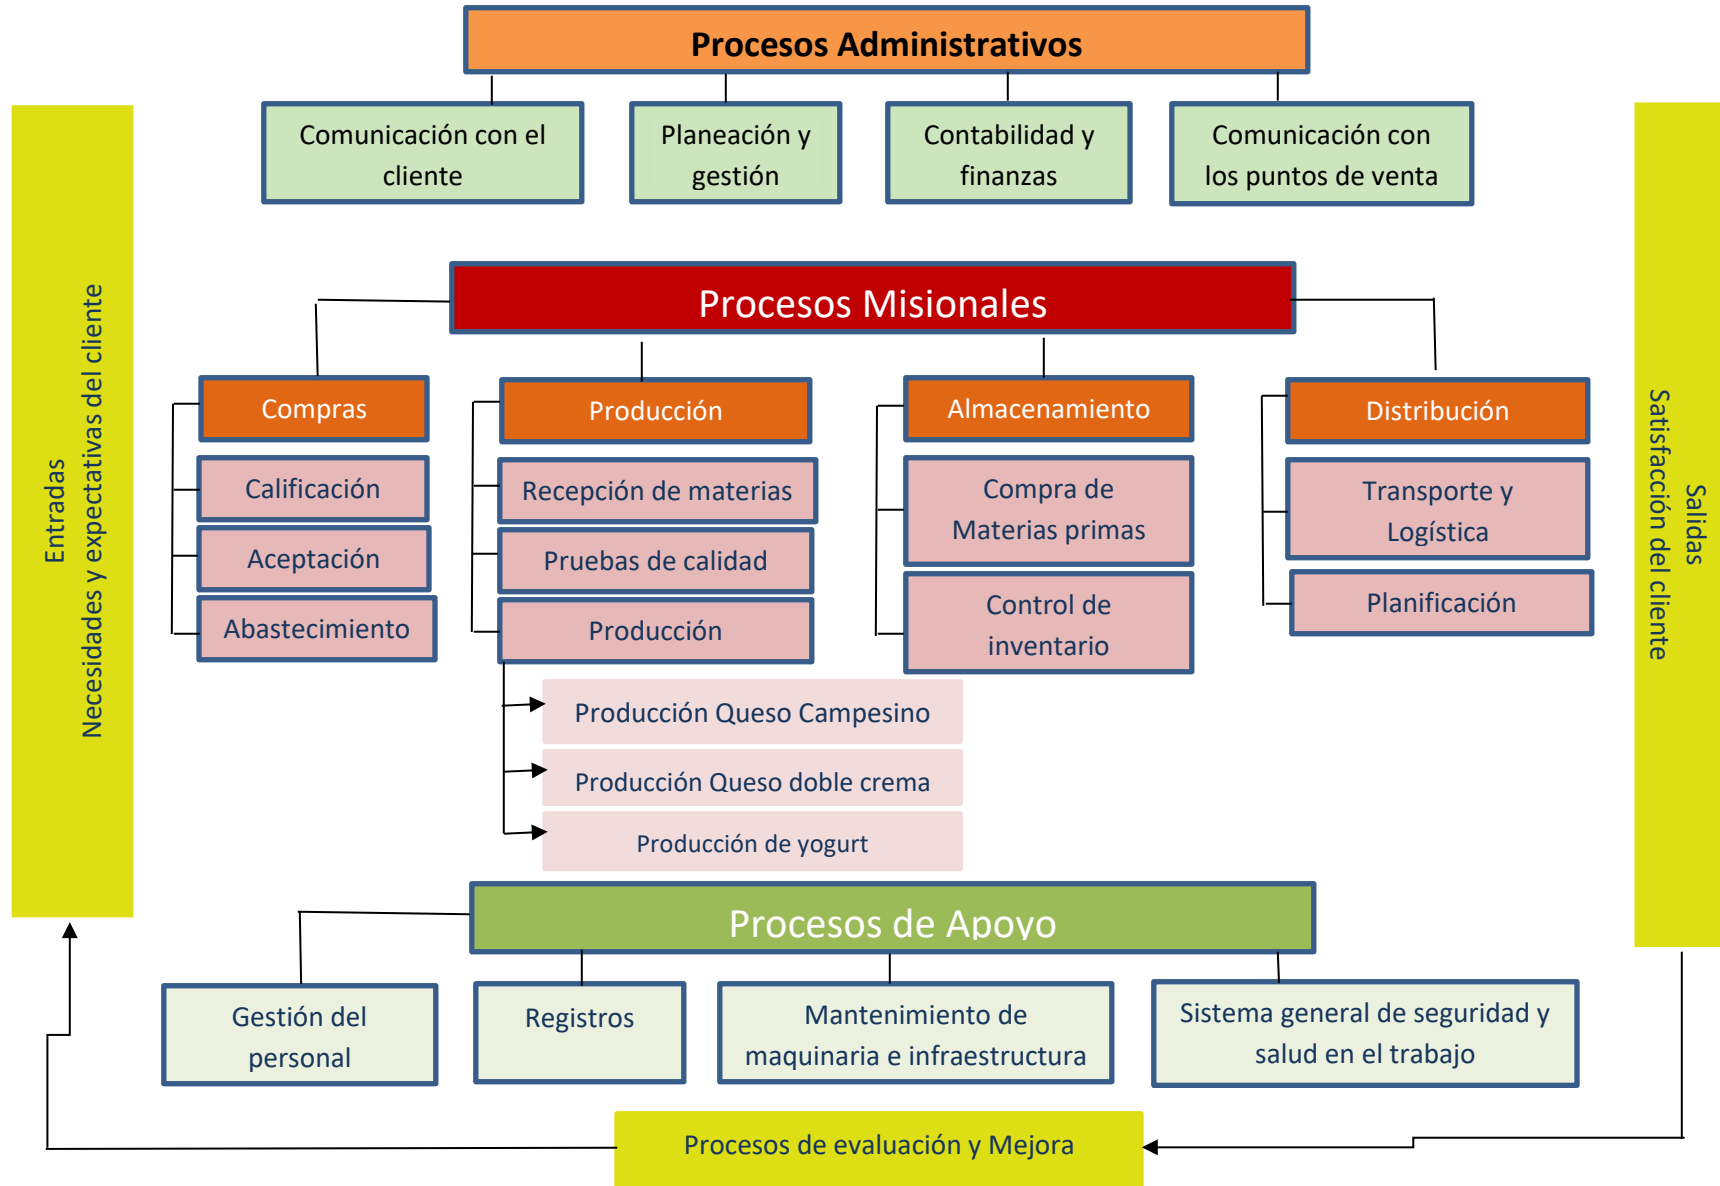 Procesos Administrativos
Comunicación con el
cliente
Planeación y
gestión
Contabilidad y
finanzas
Comunicación con
los puntos de venta
Entradas
Necesidades y expectativas del cliente
Procesos Misionales
Compras
Calificación
Aceptación
Abastecimiento
Producción
Recepción de materias
Pruebas de calidad
Producción
Producción Queso Campesino
Producción Queso doble crema
Producción de yogurt
Almacenamiento
Compra de
Materias primas
Control de
inventario
Distribución
Transporte y
Logística
Planificación
Salidas
Satisfacción del cliente
Procesos de Apoyo
Gestión del
personal
Registros
Mantenimiento de
maquinaria e infraestructura
Sistema general de seguridad y
salud en el trabajo
Procesos de evaluación y Mejora